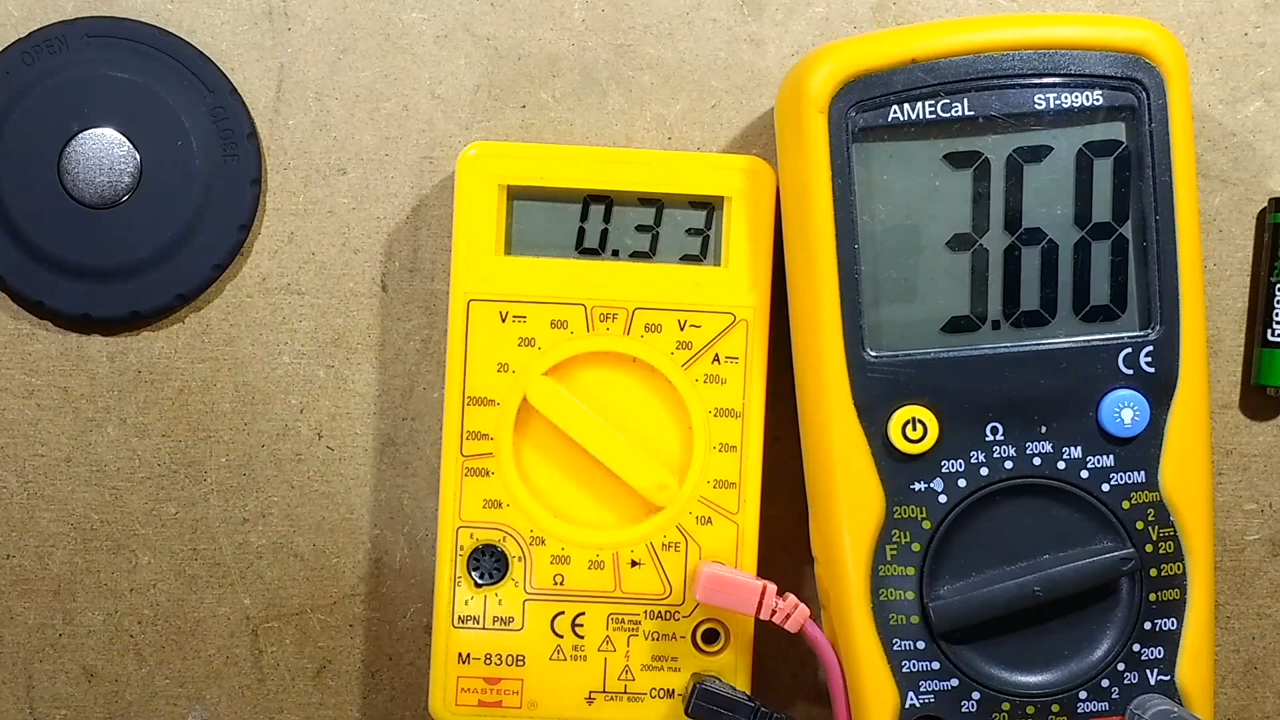 OPEN
CLOSE
0.33
V⎓ 600 OFF 600 V~
200 200
20 A⎓
200µ
2000m 2000µ
200m 20m
2000k 200m
200k 10A
20k 2000 Ω 200 hFE
E E
B B
C C
E E
NPN PNP
CE
IEC
1010
10A max
unfused
10ADC
VΩmA
600V⎓
200mA max
CATII 600V
COM
M-830B
MASTECH ®
AMECaL ST-9905
3.68
CE
Ω
200 2k 20k 200k 2M 20M 200M
200µ
2µ
F
200n
20n
2n
2m
20m
200m
A⎓
20
200m
2
V⎓
20
200
1000
700
200
20 V~
2
200m
Green